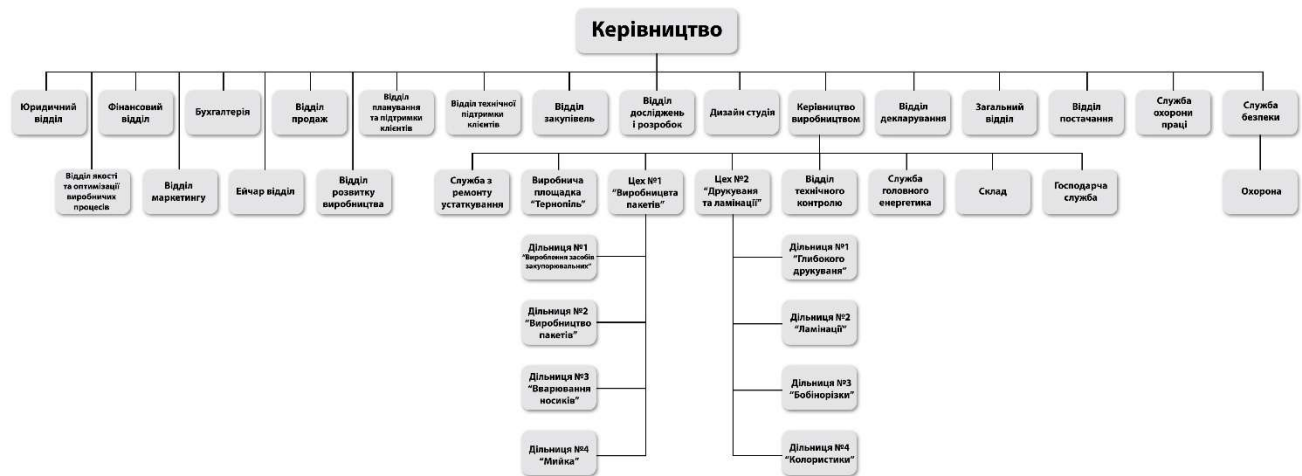 Керівництво
Юридичний
відділ
Фінансовий
відділ
Бухгалтерія
Відділ
продаж
Відділ
планування
та підтримки
клієнтів
Відділ технічної
підтримки
клієнтів
Відділ
закупівель
Відділ
досліджень
і розробок
Дизайн студія
Керівництво
виробництвом
Відділ
декларування
Загальний
відділ
Відділ
постачання
Служба
охорони
праці
Служба
безпеки
Відділ якості
та оптимізації
виробничих
процесів
Відділ
маркетингу
Ейчар відділ
Відділ
розвитку
виробництва
Служба з
ремонту
устаткування
Виробнича
площадка
"Тернопіль"
Цех №1
"Виробницвта
пакетів"
Цех №2
"Друкуваня
та ламінації"
Відділ
технічного
контролю
Служба
головного
енергетика
Склад
Господарча
служба
Охорона
Дільниця №1
"Вироблення засобів
закупорювальних"
Дільниця №1
"Глибокого
друкуваня"
Дільниця №2
"Виробництво
пакетів"
Дільниця №2
"Ламінації"
Дільниця №3
"Вварювання
носиків"
Дільниця №3
"Бобінорізки"
Дільниця №4
"Мийка"
Дільниця №4
"Колористики"